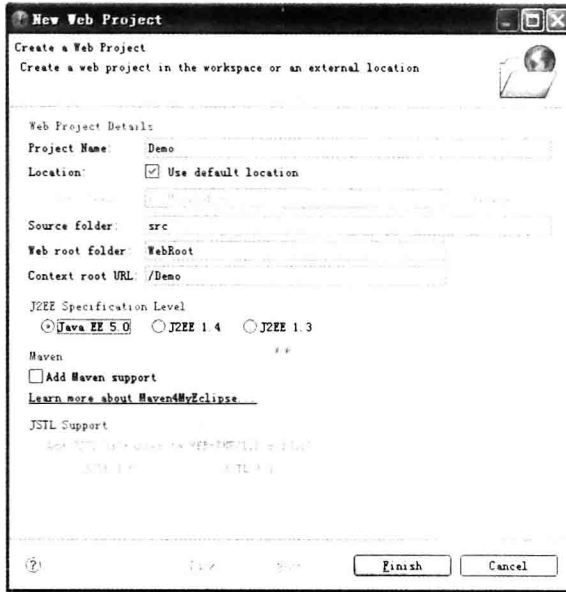 New Web Project
Create a Web Project
Create a web project in the workspace or an external location
Web Project Details
Project Name: Demo
Location: Use default location
Source folder: src
Web root folder: WebRoot
Context root URL: /Demo
J2EE Specification Level
Java EE 5.0 J2EE 1.4 J2EE 1.3
Maven
Add Maven support
Learn more about Maven4MyEclipse...
JSTL Support
Finish Cancel